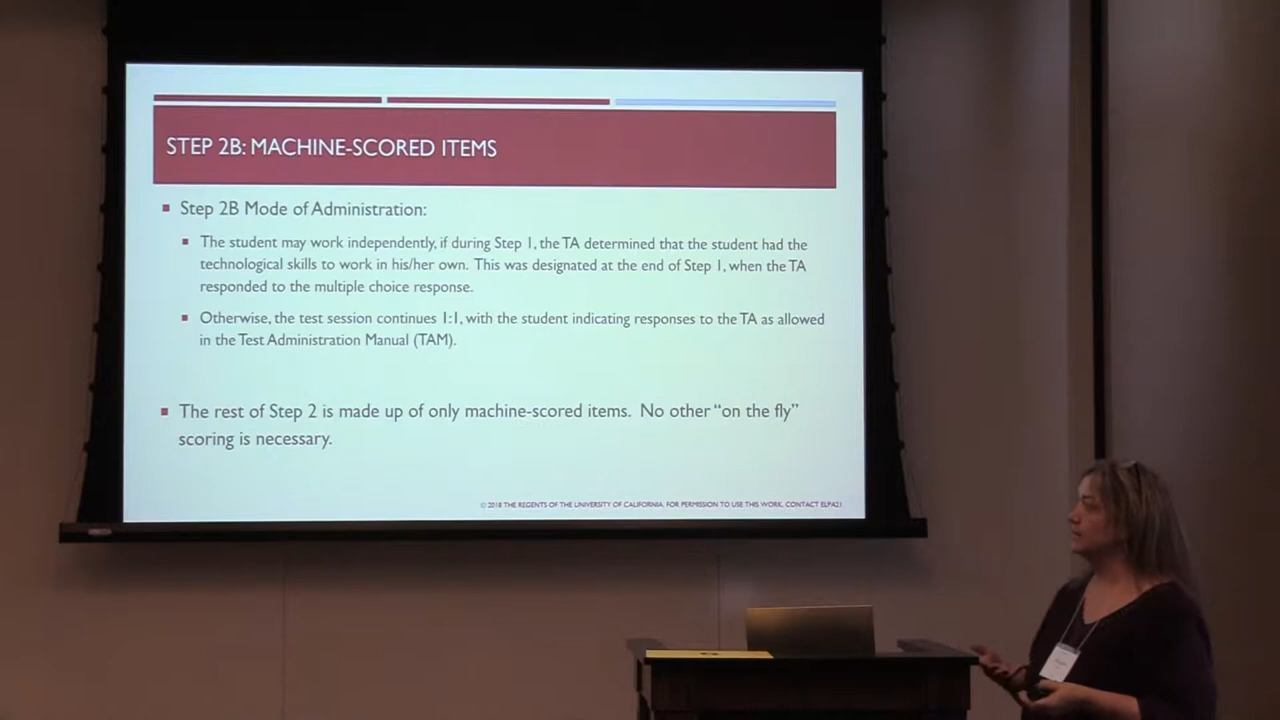 STEP 2B: MACHINE-SCORED ITEMS
Step 2B Mode of Administration:
The student may work independently, if during Step 1, the TA determined that the student had the
technological skills to work in his/her own. This was designated at the end of Step 1, when the TA
responded to the multiple choice response.
Otherwise, the test session continues 1:1, with the student indicating responses to the TA as allowed
in the Test Administration Manual (TAM).
The rest of Step 2 is made up of only machine-scored items. No other “on the fly”
scoring is necessary.
© 2018 THE REGENTS OF THE UNIVERSITY OF CALIFORNIA. FOR PERMISSION TO USE THIS WORK, CONTACT ELPA21